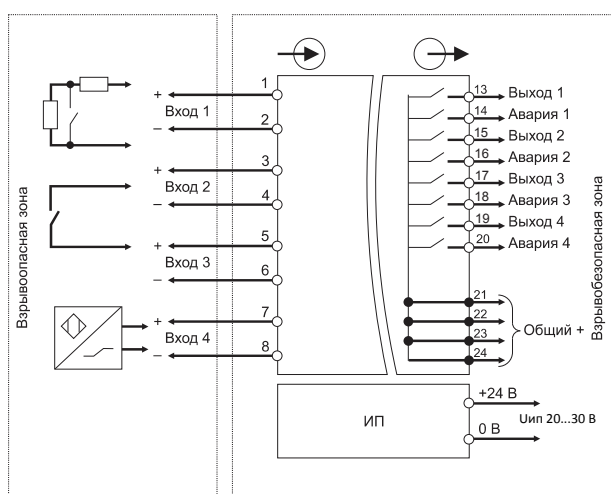 Взрывоопасная зона
+
Вход 1
–
+
Вход 2
–
+
Вход 3
–
+
Вход 4
–
1
2
3
4
5
6
7
8
13 Выход 1
14 Авария 1
15 Выход 2
16 Авария 2
17 Выход 3
18 Авария 3
19 Выход 4
20 Авария 4
21
22
23
24
Общий +
Взрывобезопасная зона
ИП
+24 В
0 В
Uип 20...30 В